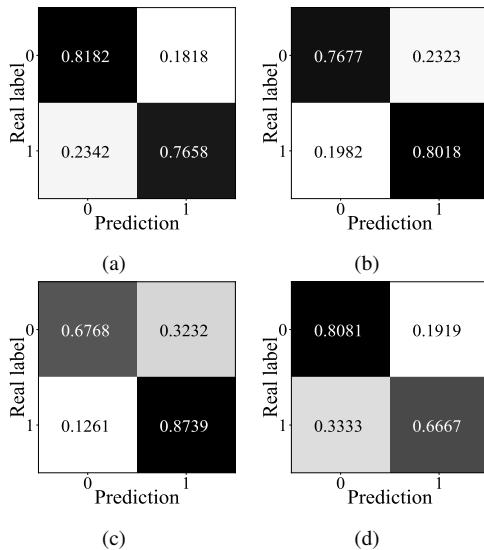 Real label
0
0.8182
0.1818
1
0.2342
0.7658
0
1
Prediction
(a)
Real label
0
0.7677
0.2323
1
0.1982
0.8018
0
1
Prediction
(b)
Real label
0
0.6768
0.3232
1
0.1261
0.8739
0
1
Prediction
(c)
Real label
0
0.8081
0.1919
1
0.3333
0.6667
0
1
Prediction
(d)